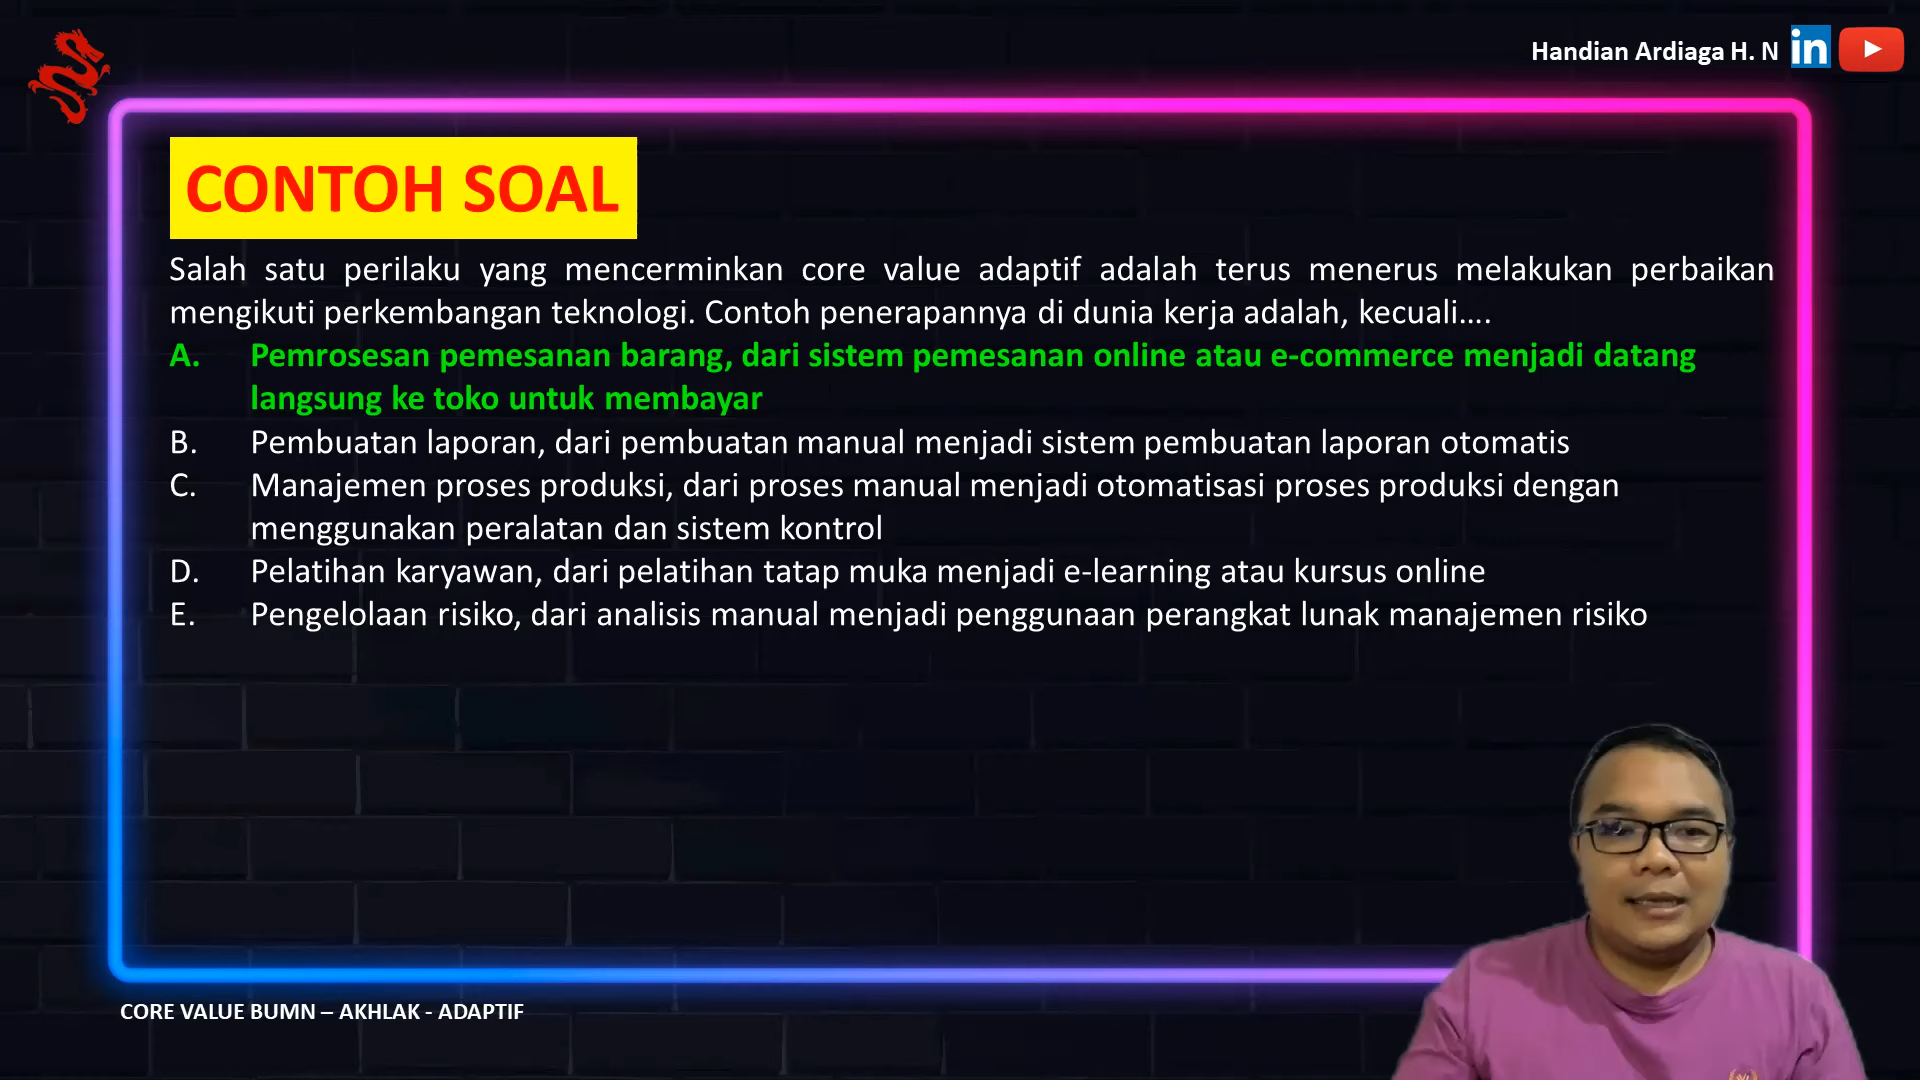 Handian Ardiaga H. N
in
CONTOH SOAL
Salah satu perilaku yang mencerminkan core value adaptif adalah terus menerus melakukan perbaikan
mengikuti perkembangan teknologi. Contoh penerapannya di dunia kerja adalah, kecuali....
A. Pemrosesan pemesanan barang, dari sistem pemesanan online atau e-commerce menjadi datang
langsung ke toko untuk membayar
B. Pembuatan laporan, dari pembuatan manual menjadi sistem pembuatan laporan otomatis
C. Manajemen proses produksi, dari proses manual menjadi otomatisasi proses produksi dengan
menggunakan peralatan dan sistem kontrol
D. Pelatihan karyawan, dari pelatihan tatap muka menjadi e-learning atau kursus online
E. Pengelolaan risiko, dari analisis manual menjadi penggunaan perangkat lunak manajemen risiko
CORE VALUE BUMN – AKHLAK - ADAPTIF